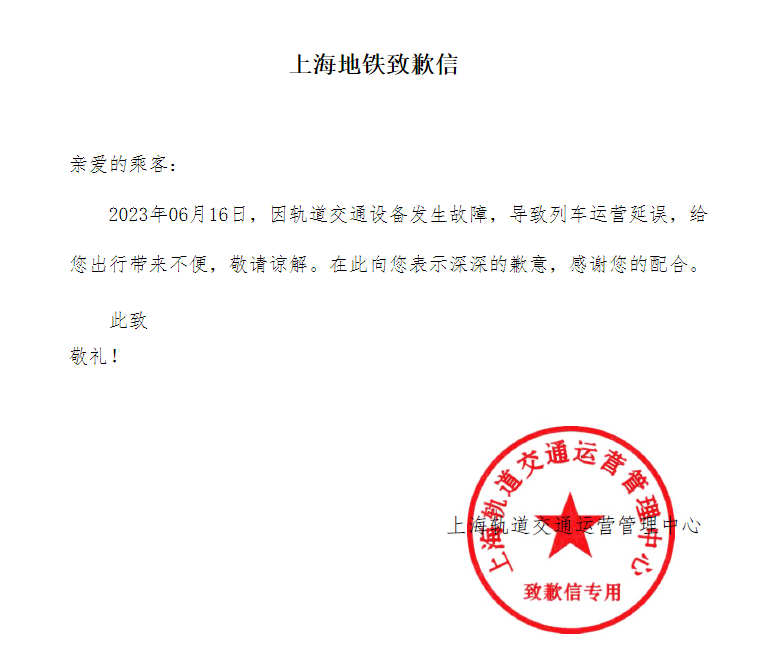 上海地铁致歉信
亲爱的乘客:
2023年06月16日，因轨道交通设备发生故障，导致列车运营延误，给
您出行带来不便，敬请谅解。在此向您表示深深的歉意，感谢您的配合。
此致
敬礼！
上海轨道交通运营管理中心
上海轨道交通运营管理中心
致歉信专用